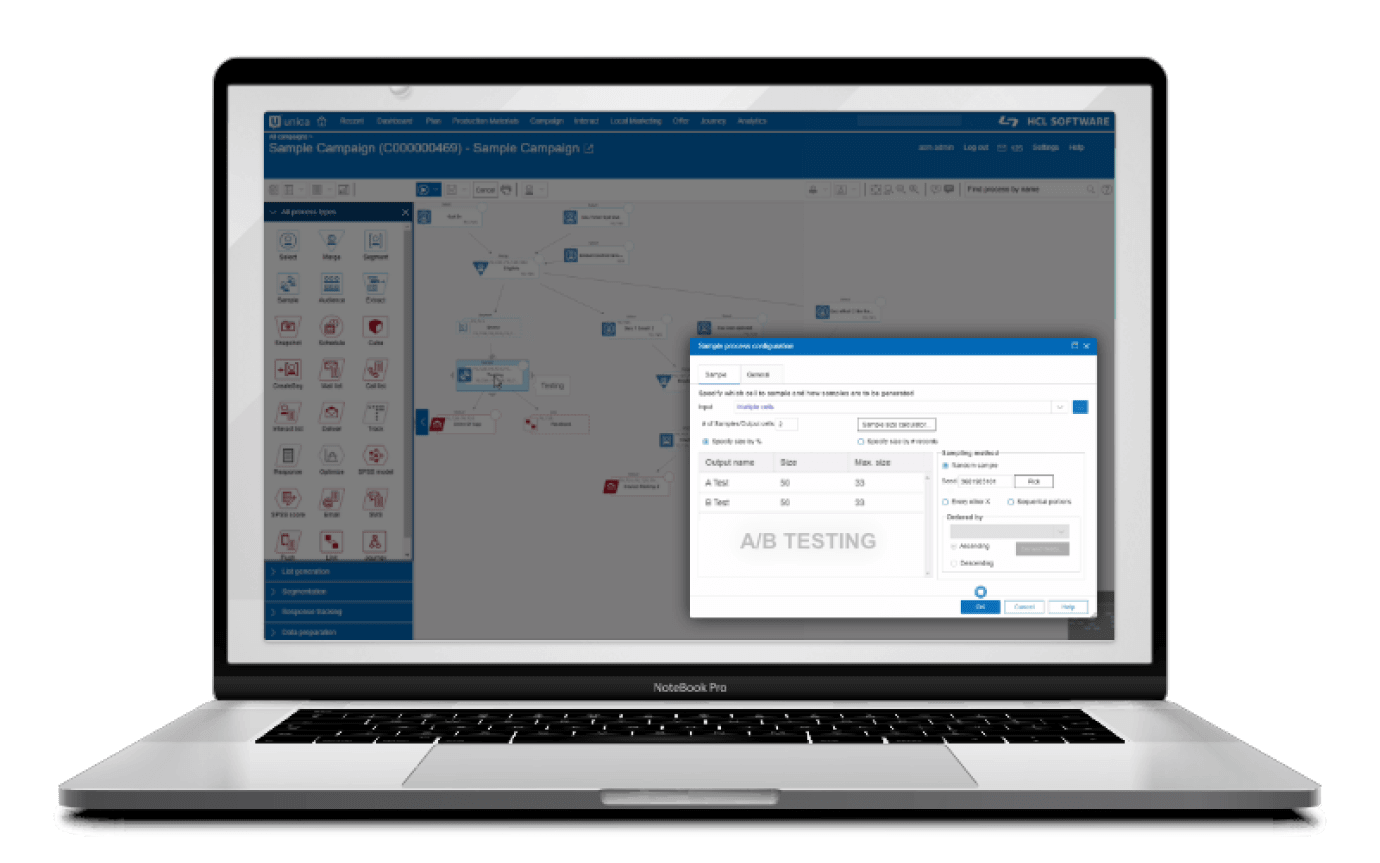 unica Recent Dashboard Plan Production Materials Campaign Interact Local Marketing Offer Journey Analytics HCL SOFTWARE
All campaigns >
Sample Campaign (C000000469) - Sample Campaign
asm admin Log out Settings Help
Cancel Find process by name
All process types
Select Merge Segment
Sample Audience Extract
Snapshot Schedule Cube
CreateSeg Mail list Call list
Interact list Deliver Track
Response Optimize SPSS model
SPSS score Email SMS
Push Link Journey
List generation
Segmentation
Response tracking
Data preparation
Testing
Sample process configuration
Sample General
Specify which cell to sample and how samples are to be generated
Input Multiple cells
# of Samples/Output cells 2 Sample size calculator...
Specify size by % Specify size by # records
Output name Size Max. size
A Test 50 33
B Test 50 33
A/B TESTING
Sampling method
Random sample
Seed Pick
Every other X Sequential portions
Ordered by
Ascending
Descending
OK Cancel Help
NoteBook Pro